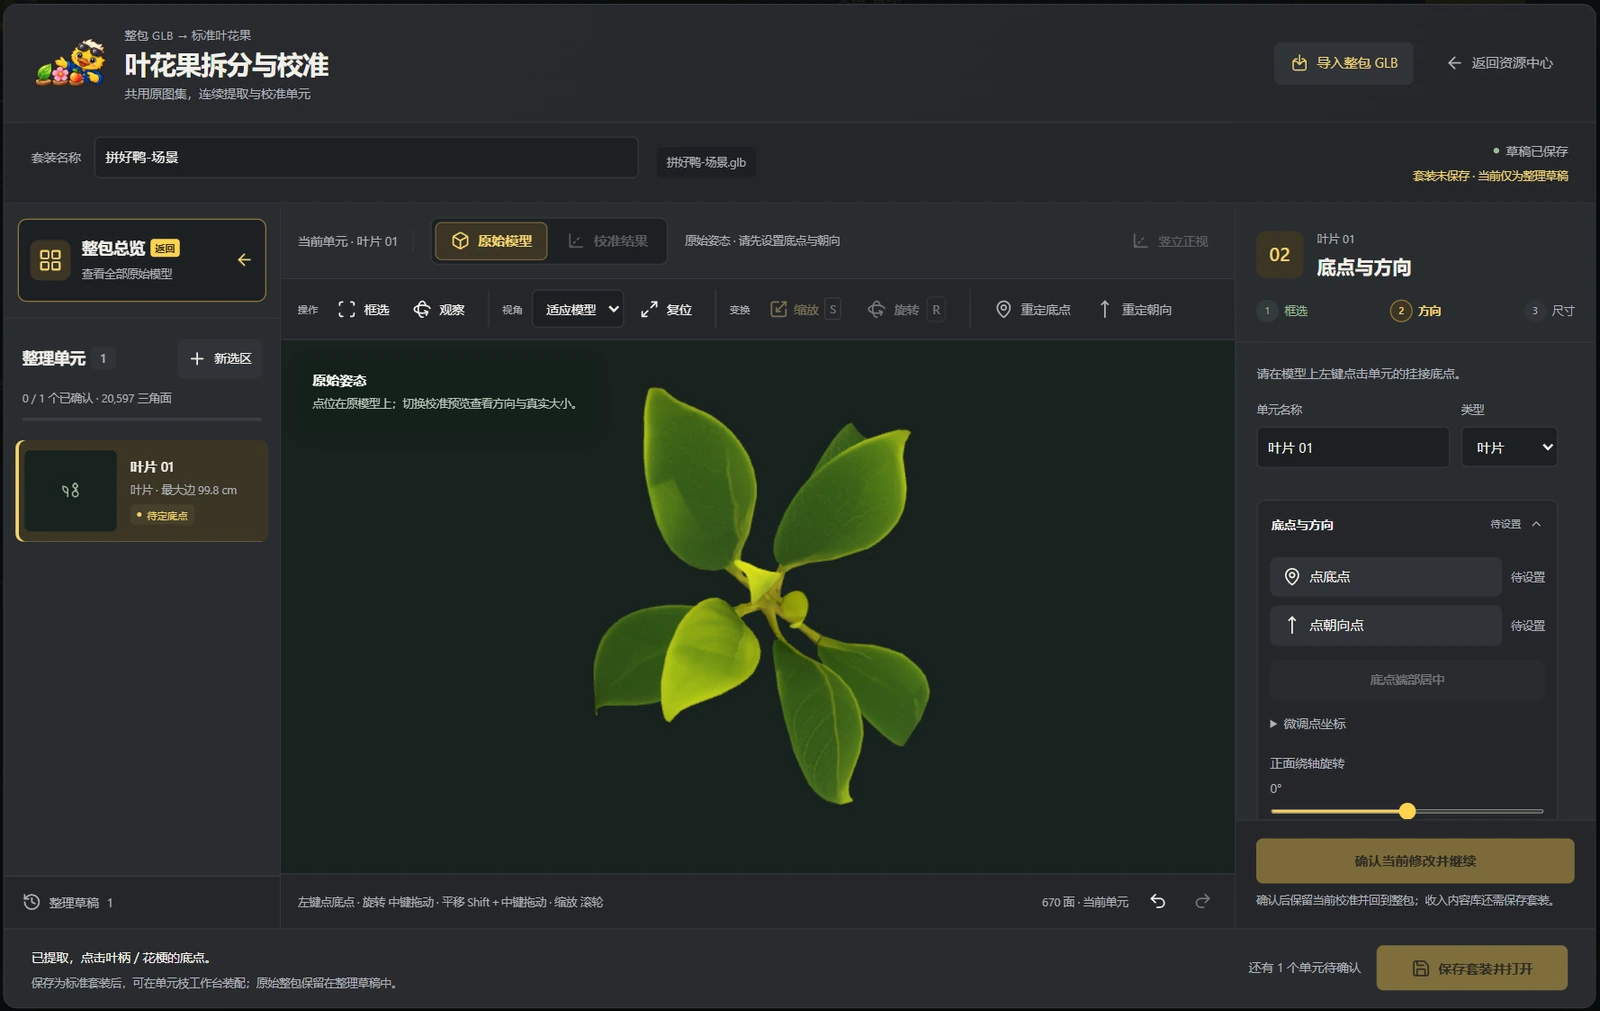 整包 GLB → 标准叶花果
叶花果拆分与校准
共用原图集，连续提取与校准单元
导入整包 GLB
返回资源中心
套装名称
拼好鸭-场景
拼好鸭-场景.glb
草稿已保存
套装未保存 · 当前仅为整理草稿
整包总览 返回
查看全部原始模型
当前单元 · 叶片 01
原始模型
校准结果
原始姿态 · 请先设置底点与朝向
竖立正视
操作
框选
观察
视角
适应模型
复位
变换
缩放 S
旋转 R
重定底点
重定朝向
整理单元 1
新选区
0 / 1 个已确认 · 20,597 三角面
叶片 01
叶片 · 最大边 99.8 cm
待定底点
原始姿态
点位在原模型上；切换校准预览查看方向与真实大小。
02
叶片 01
底点与方向
1 框选
2 方向
3 尺寸
请在模型上左键点击单元的挂接底点。
单元名称
类型
叶片 01
叶片
底点与方向
待设置
点底点
待设置
点朝向点
待设置
底点端部居中
微调点坐标
正面绕轴旋转
0°
确认当前修改并继续
确认后保留当前校准并回到整包；收入内容库还需保存套装。
整理草稿 1
左键点底点 · 旋转 中键拖动 · 平移 Shift + 中键拖动 · 缩放 滚轮
670 面 · 当前单元
已提取，点击叶柄 / 花梗的底点。
保存为标准套装后，可在单元枝工作台装配；原始整包保留在整理草稿中。
还有 1 个单元待确认
保存套装并打开